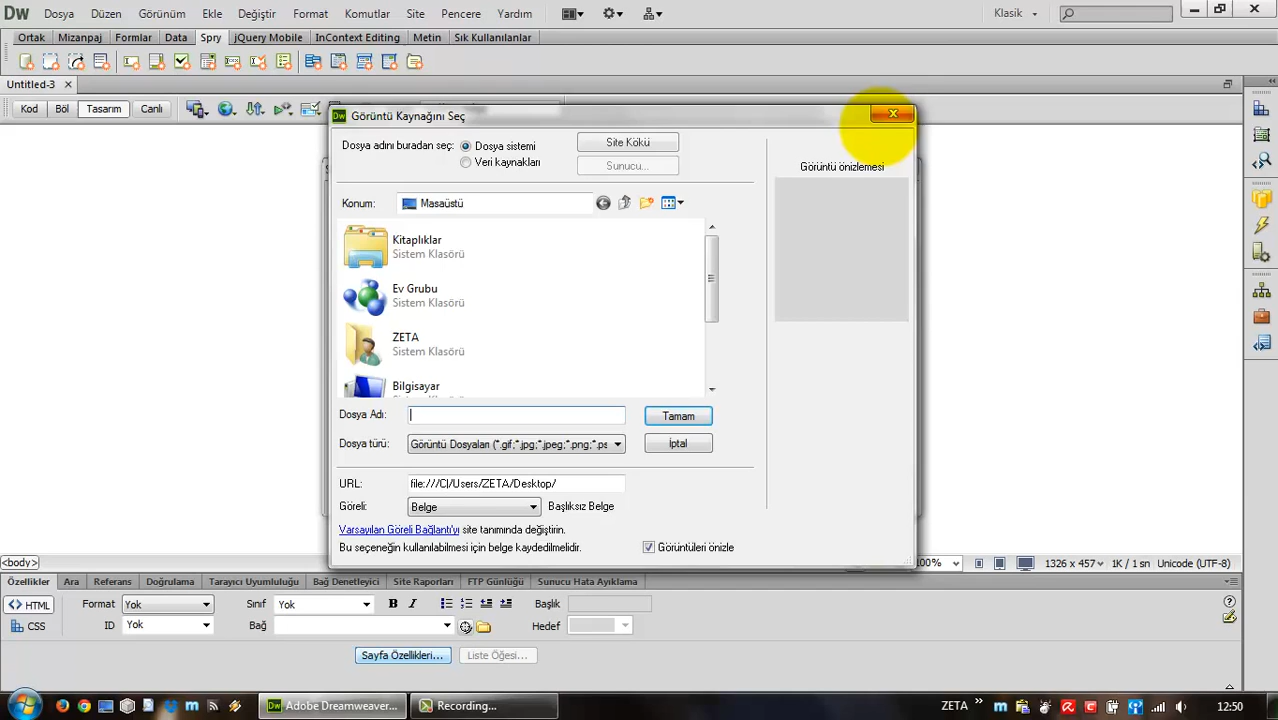 Dw Dosya Düzen Görünüm Ekle Değiştir Format Komutlar Site Pencere Yardım Klasik
Ortak Mizanpaj Formlar Data Spry jQuery Mobile InContext Editing Metin Sık Kullanılanlar
Untitled-3
Kod Böl Tasarım Canlı
Dw Görüntü Kaynağını Seç
Dosya adını buradan seç: Dosya sistemi Site Kökü
Veri kaynakları Sunucu...
Görüntü önizlemesi
Konum: Masaüstü
Kitaplıklar
Sistem Klasörü
Ev Grubu
Sistem Klasörü
ZETA
Sistem Klasörü
Bilgisayar
Dosya Adı: Tamam
Dosya türü: Görüntü Dosyaları (*.gif;*.jpg;*.jpeg;*.png;*.ps İptal
URL: file:///C|/Users/ZETA/Desktop/
Göreli: Belge Başlıksız Belge
Varsayılan Göreli Bağlantı'yı site tanımında değiştirin.
Bu seçeneğin kullanılabilmesi için belge kaydedilmelidir. Görüntüleri önizle
<body> 100% 1326 x 457 1K / 1 sn Unicode (UTF-8)
Özellikler Ara Referans Doğrulama Tarayıcı Uyumluluğu Bağ Denetleyici Site Raporları FTP Günlüğü Sunucu Hata Ayıklama
<> HTML Format Yok Sınıf Yok B I Başlık
CSS ID Yok Bağ Hedef
Sayfa Özellikleri... Liste Öğesi...
Dw Adobe Dreamweaver... Recording... ZETA » 12:50